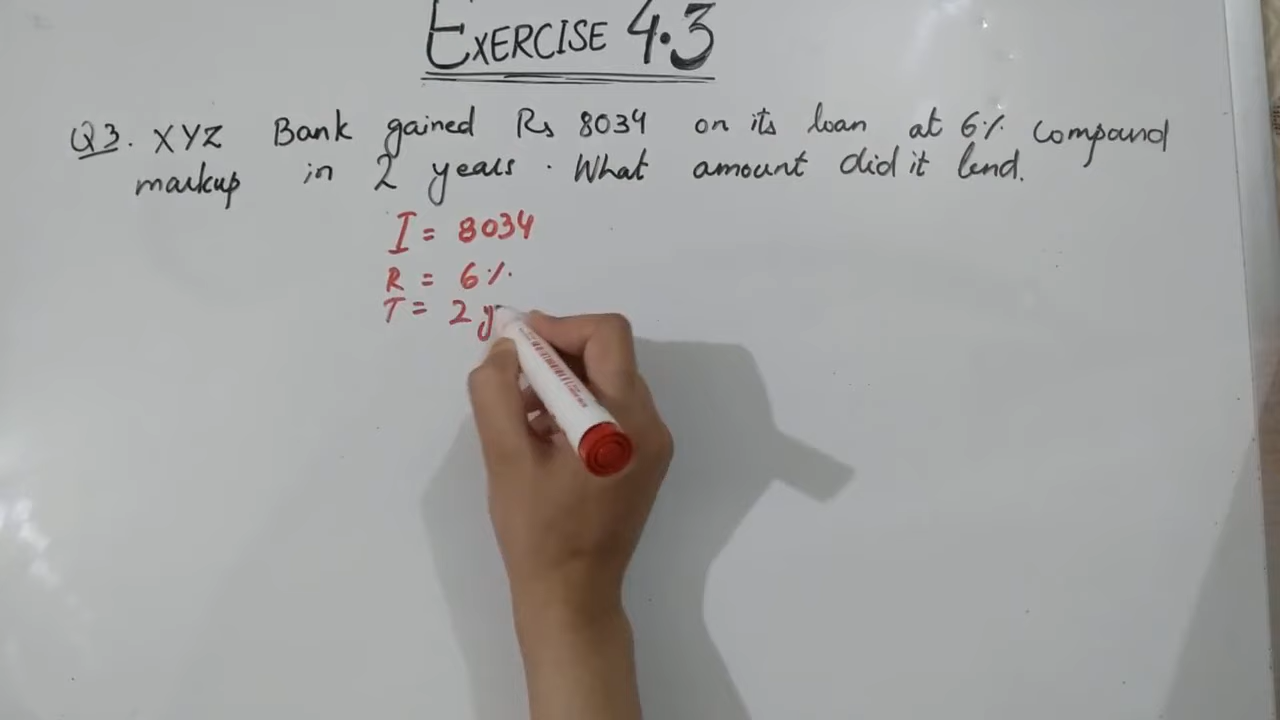 EXERCISE 4.3
Q3. XYZ Bank gained Rs 8034 on its loan at 6% compound
markup in 2 years. What amount did it lend.
I = 8034
R = 6%
T = 2 y